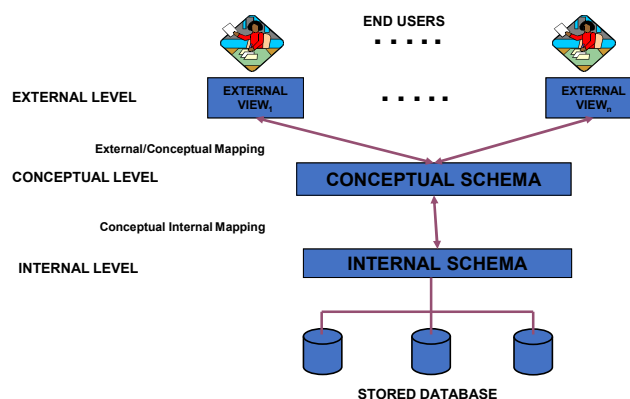 END USERS
. . . . .
EXTERNAL LEVEL
EXTERNAL
VIEW₁
. . . . .
EXTERNAL
VIEWₙ
External/Conceptual Mapping
CONCEPTUAL LEVEL
CONCEPTUAL SCHEMA
Conceptual Internal Mapping
INTERNAL LEVEL
INTERNAL SCHEMA
STORED DATABASE